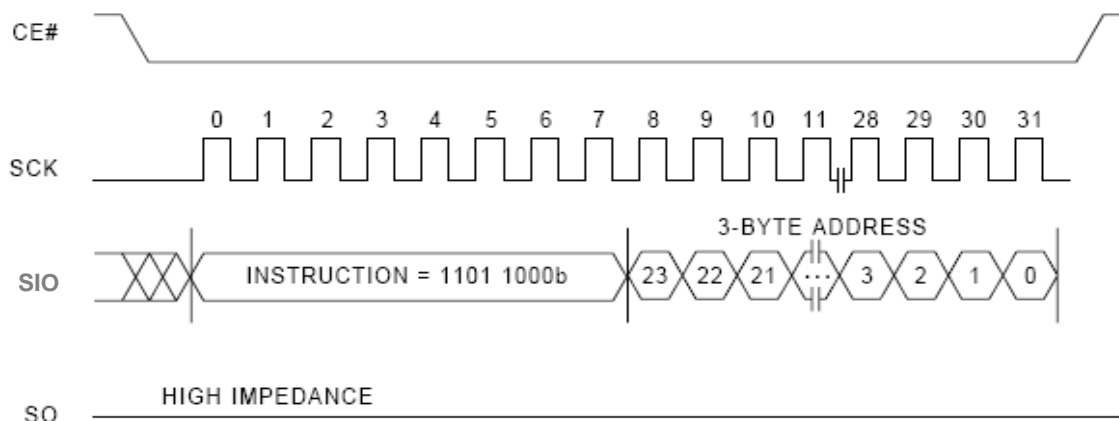 CE#
0 1 2 3 4 5 6 7 8 9 10 11 28 29 30 31
SCK
3-BYTE ADDRESS
SIO INSTRUCTION = 1101 1000b 23 22 21 ... 3 2 1 0
HIGH IMPEDANCE
SO